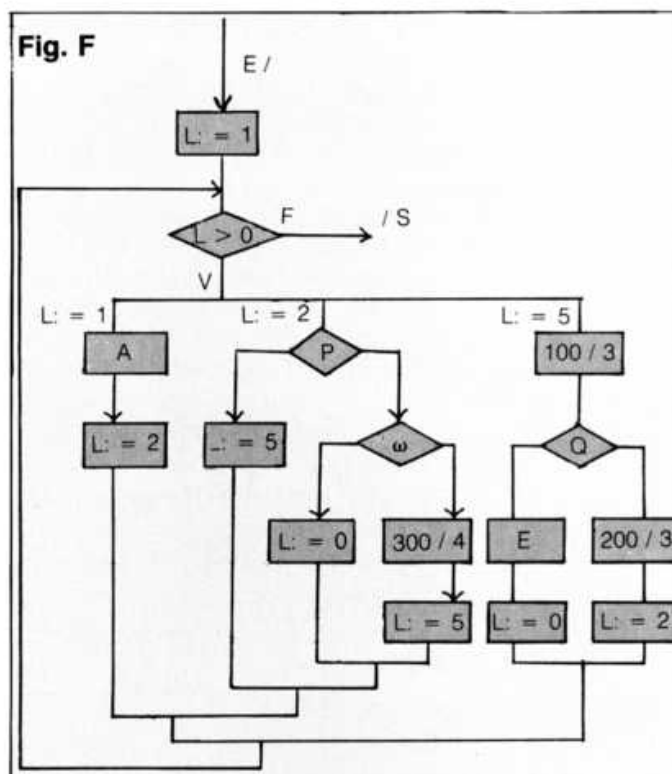 Fig. F
E /
L: = 1
L > 0
F
/ S
V
L: = 1
L: = 2
L: = 5
A
P
100 / 3
L: = 2
L: = 5
ω
Q
L: = 0
300 / 4
E
200 / 3
L: = 5
L: = 0
L: = 2